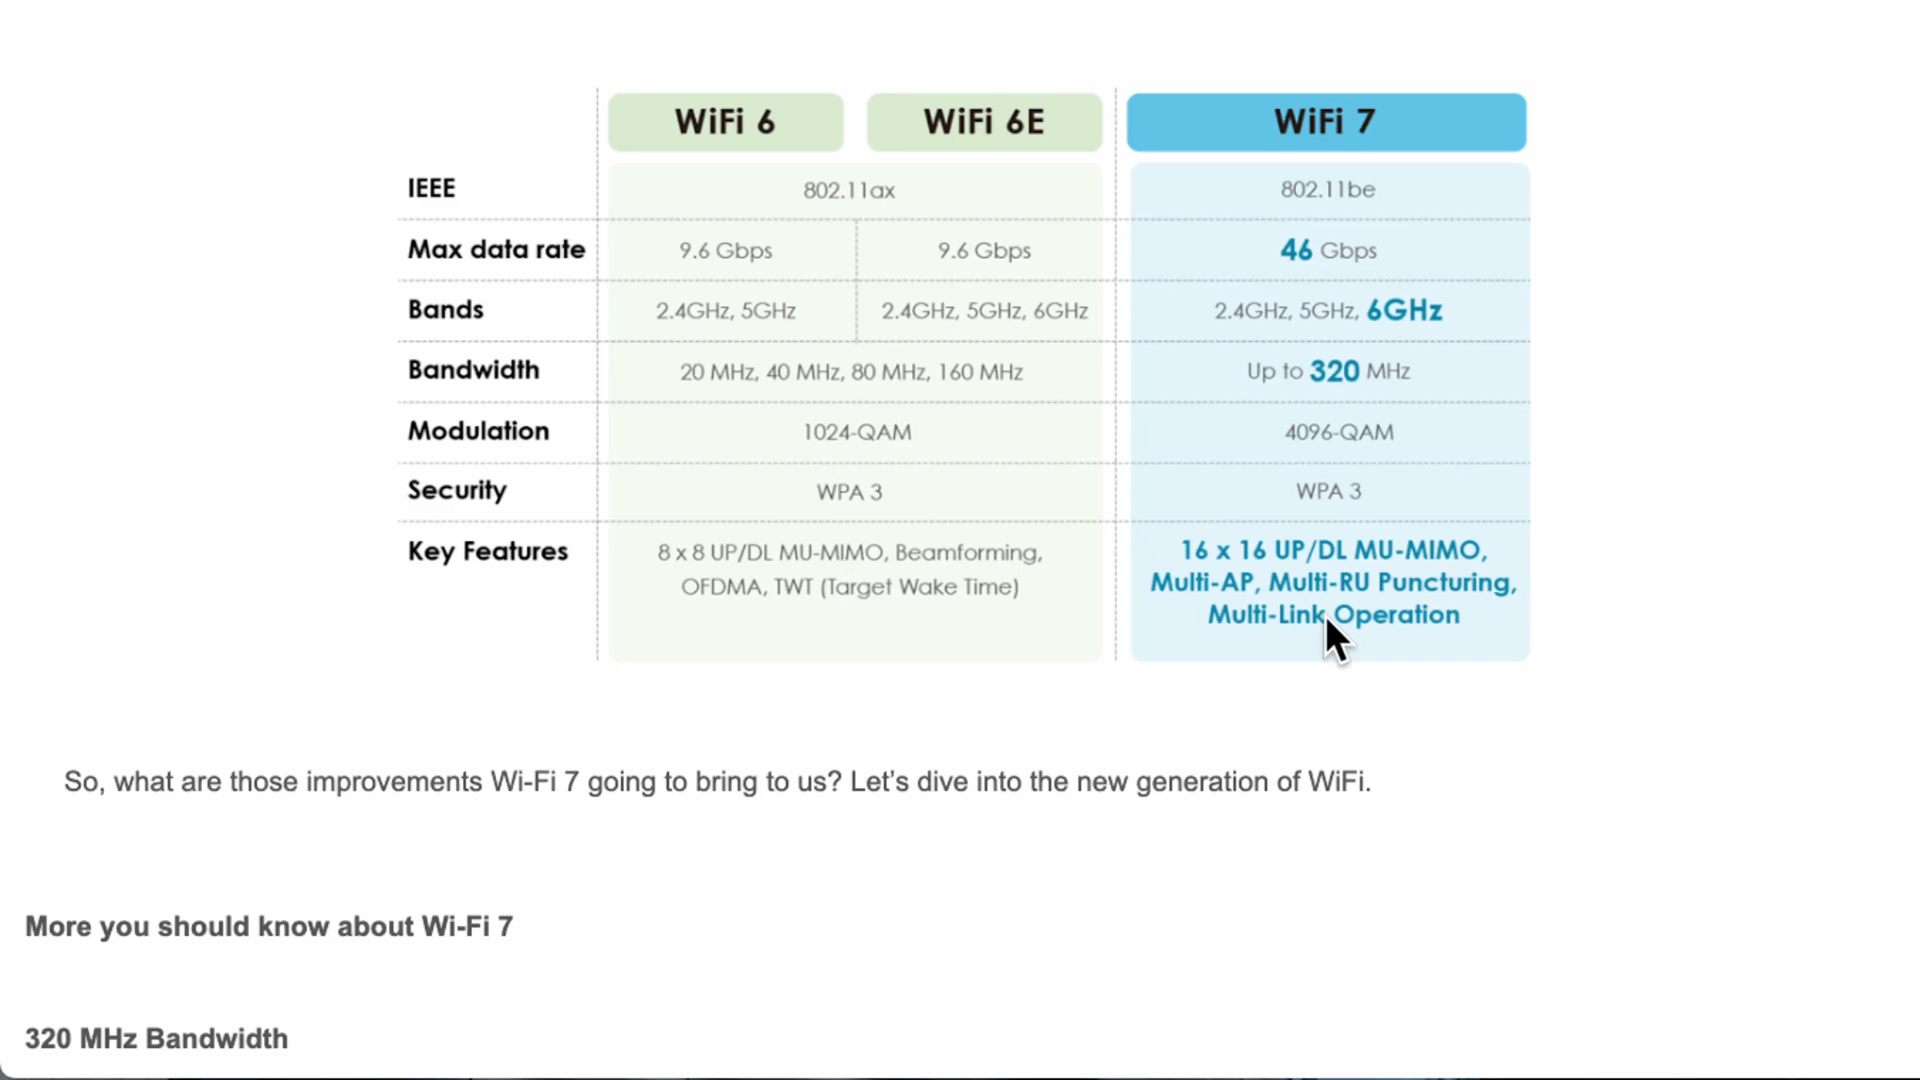 WiFi 6 WiFi 6E WiFi 7
IEEE 802.11ax 802.11be
Max data rate 9.6 Gbps 9.6 Gbps 46 Gbps
Bands 2.4GHz, 5GHz 2.4GHz, 5GHz, 6GHz 2.4GHz, 5GHz, 6GHz
Bandwidth 20 MHz, 40 MHz, 80 MHz, 160 MHz Up to 320 MHz
Modulation 1024-QAM 4096-QAM
Security WPA 3 WPA 3
Key Features 8 x 8 UP/DL MU-MIMO, Beamforming, 16 x 16 UP/DL MU-MIMO,
OFDMA, TWT (Target Wake Time) Multi-AP, Multi-RU Puncturing,
Multi-Link Operation
So, what are those improvements Wi-Fi 7 going to bring to us? Let's dive into the new generation of WiFi.
More you should know about Wi-Fi 7
320 MHz Bandwidth